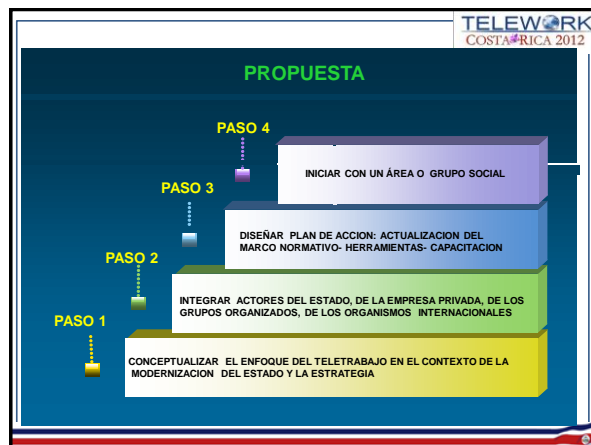 TELEWORK
COSTA RICA 2012
PROPUESTA
PASO 4
INICIAR CON UN ÁREA O GRUPO SOCIAL
PASO 3
DISEÑAR PLAN DE ACCION: ACTUALIZACION DEL
MARCO NORMATIVO- HERRAMIENTAS- CAPACITACION
PASO 2
INTEGRAR ACTORES DEL ESTADO, DE LA EMPRESA PRIVADA, DE LOS
GRUPOS ORGANIZADOS, DE LOS ORGANISMOS INTERNACIONALES
PASO 1
CONCEPTUALIZAR EL ENFOQUE DEL TELETRABAJO EN EL CONTEXTO DE LA
MODERNIZACION DEL ESTADO Y LA ESTRATEGIA